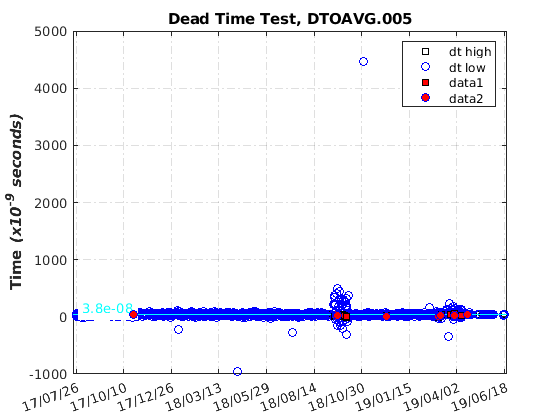 Dead Time Test, DTOAVG.005
Time (x10^-9 seconds)
5000
4000
3000
2000
1000
0
-1000
dt high
dt low
data1
data2
3.8e-08
17/07/26
17/10/10
17/12/26
18/03/13
18/05/29
18/08/14
18/10/30
19/01/15
19/04/02
19/06/18